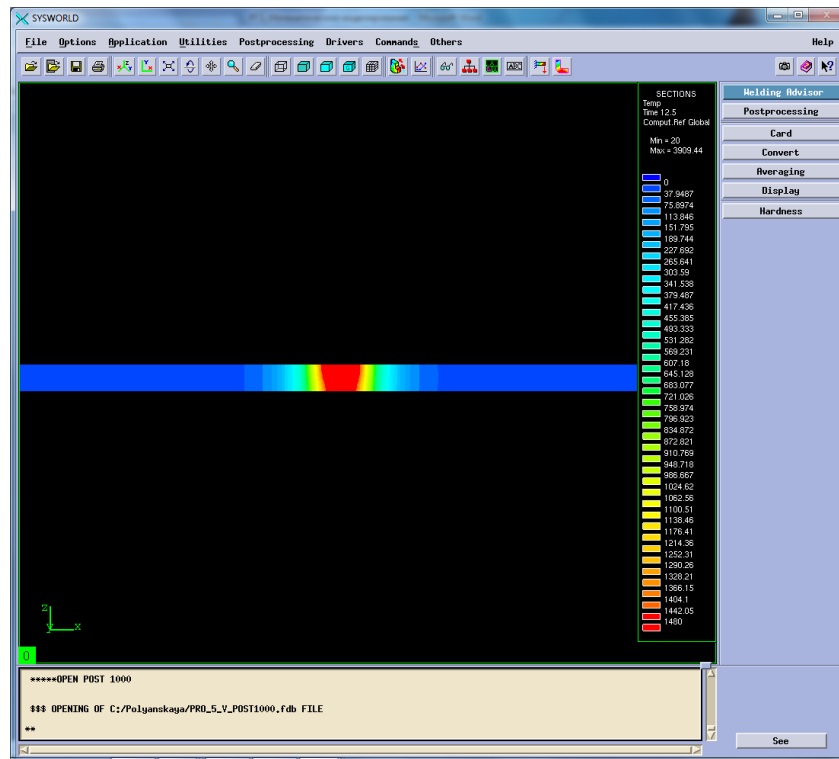 SYSWORLD
File Options Application Utilities Postprocessing Drivers Commands Others Help
Welding Advisor
Postprocessing
Card
Convert
Averaging
Display
Hardness
SECTIONS
Temp
Time 12.5
Comput.Ref Global
Min = 20
Max = 3909.44
0
37.9487
75.8974
113.846
151.795
189.744
227.692
265.641
303.59
341.538
379.487
417.436
455.385
493.333
531.282
569.231
607.18
645.128
683.077
721.026
758.974
796.923
834.872
872.821
910.769
948.718
986.667
1024.62
1062.56
1100.51
1138.46
1176.41
1214.36
1252.31
1290.26
1328.21
1366.15
1404.1
1442.05
1480
z
y x
0
*****OPEN POST 1000
$$$ OPENING OF C:/Polyanskaya/PRO_5_V_POST1000.fdb FILE
**
See